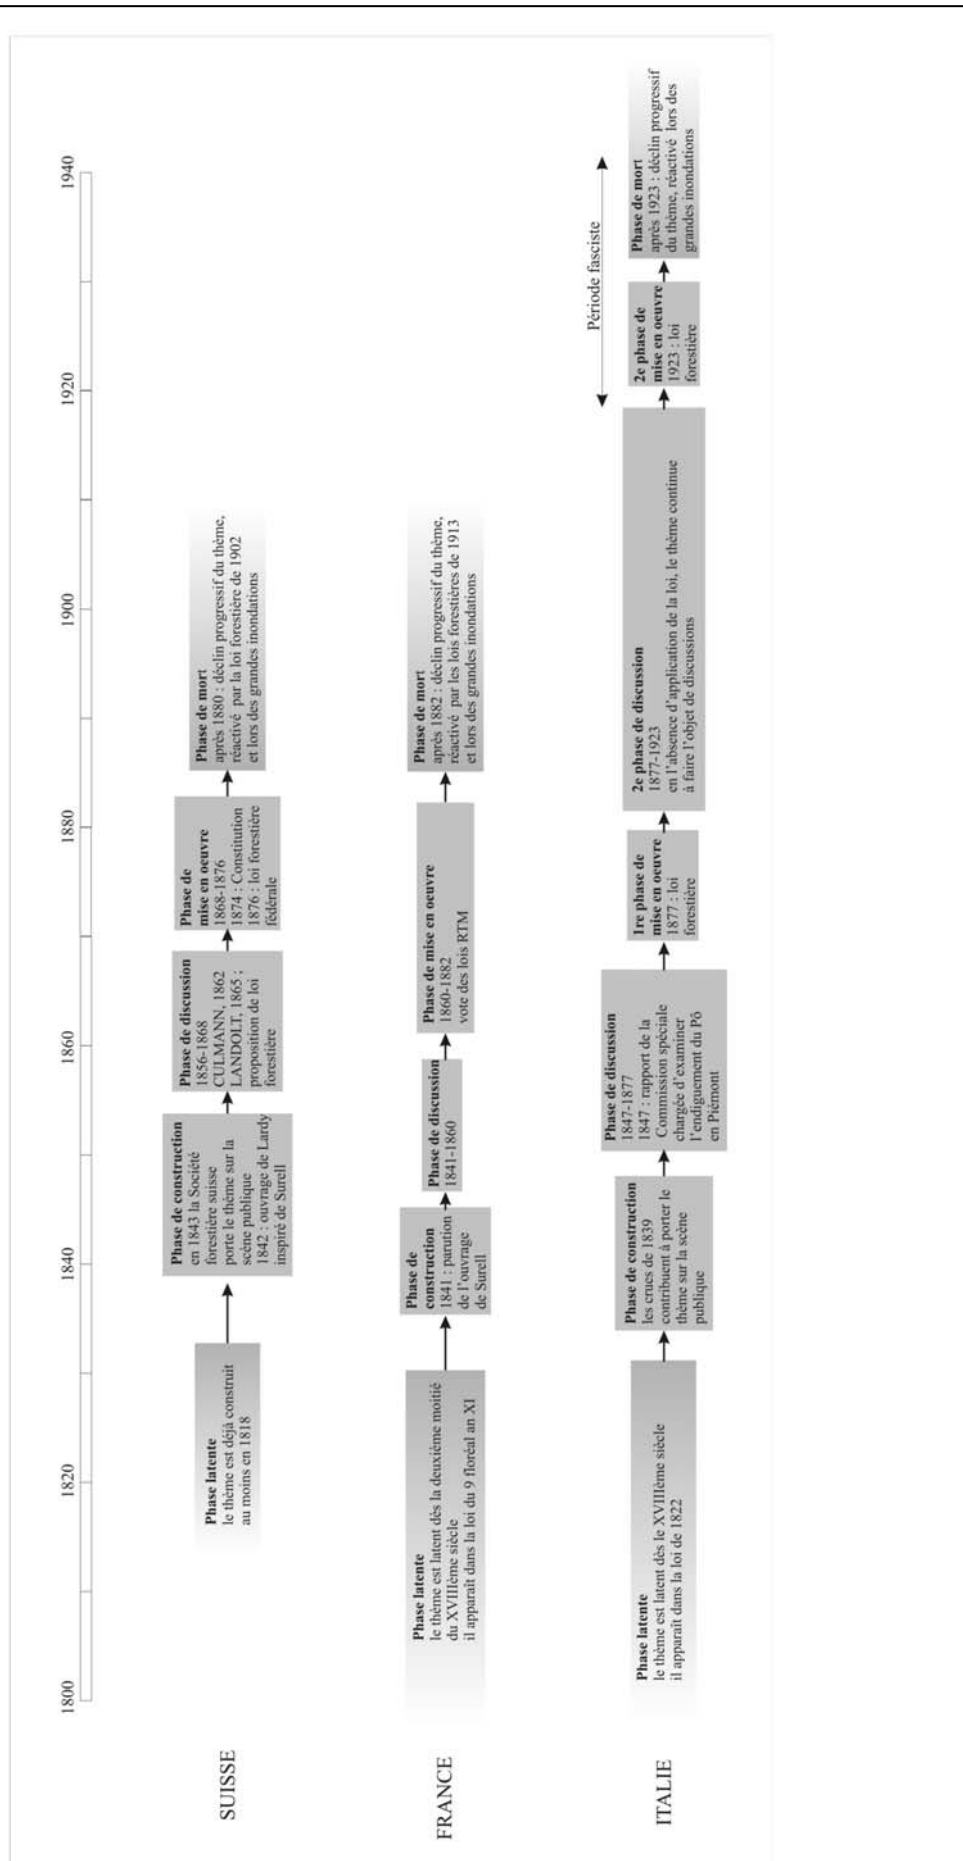 1800
1820
1840
1860
1880
1900
1920
1940
SUISSE
Phase latente
le thème est déjà construit
au moins en 1818
Phase de construction
en 1843 la Société
forestière suisse
porte le thème sur la
scène publique
1842 : ouvrage de Lardy
inspiré de Surell
Phase de discussion
1856-1868
CULMANN, 1862
LANDOLT, 1865 ;
proposition de loi
forestière
Phase de
mise en oeuvre
1868-1876
1874 : Constitution
1876 : loi forestière
fédérale
Phase de mort
après 1880 : déclin progressif du thème,
réactivé par la loi forestière de 1902
et lors des grandes inondations
FRANCE
Phase latente
le thème est latent dès la deuxième moitié
du XVIIIème siècle
il apparaît dans la loi du 9 floréal an XI
Phase de
construction
1841 : parution
de l'ouvrage
de Surell
Phase de discussion
1841-1860
Phase de mise en oeuvre
1860-1882
vote des lois RTM
Phase de mort
après 1882 : déclin progressif du thème,
réactivé par les lois forestières de 1913
et lors des grandes inondations
ITALIE
Phase latente
le thème est latent dès le XVIIIème siècle
il apparaît dans la loi de 1822
Phase de construction
les crues de 1839
contribuent à porter le
thème sur la scène
publique
Phase de discussion
1847-1877
1847 : rapport de la
Commission spéciale
chargée d'examiner
l'endiguement du Pô
en Piémont
1re phase de
mise en oeuvre
1877 : loi
forestière
2e phase de discussion
1877-1923
en l'absence d'application de la loi, le thème continue
à faire l'objet de discussions
2e phase de
mise en oeuvre
1923 : loi
forestière
Période fasciste
Phase de mort
après 1923 : déclin progressif
du thème, réactivé lors des
grandes inondations